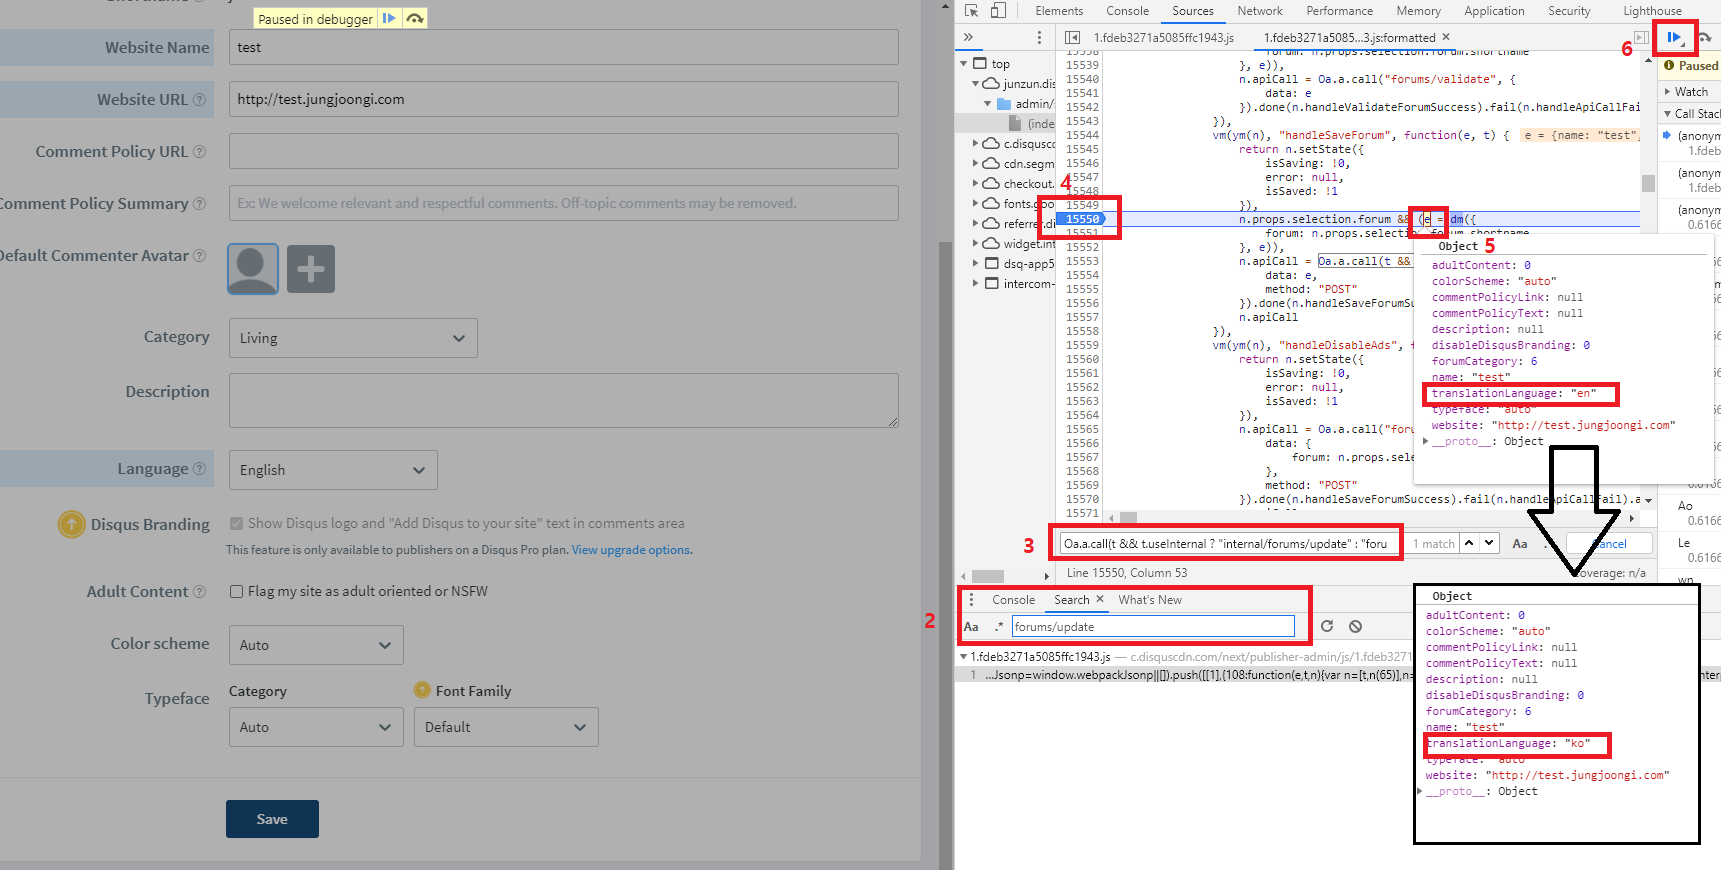 Paused in debugger
Website Name
test
Website URL
http://test.jungjoongi.com
Comment Policy URL
Comment Policy Summary
Ex: We welcome relevant and respectful comments. Off-topic comments may be removed.
Default Commenter Avatar
Category
Living
Description
Language
English
Disqus Branding
Show Disqus logo and "Add Disqus to your site" text in comments area
This feature is only available to publishers on a Disqus Pro plan. View upgrade options.
Adult Content
Flag my site as adult oriented or NSFW
Color scheme
Auto
Typeface
Category
Font Family
Auto
Default
Save
Elements Console Sources Network Performance Memory Application Security Lighthouse
1.fdeb3271a5085ffc1943.js
1.fdeb3271a5085...3.js:formatted
6
top
junzun.dis
admin/
(inde
c.disquscd
cdn.segm
checkout.
fonts.goo
referrer.di
widget.int
dsq-app5
intercom-
15538 forum: n.props.selection.forum.shortname
15539 }, e)),
15540 n.apiCall = Oa.a.call("forums/validate", {
15541 data: e
15542 }).done(n.handleValidateForumSuccess).fail(n.handleApiCallFai
15543 }),
15544 vm(ym(n), "handleSaveForum", function(e, t) { e = {name: "test",
15545 return n.setState({
15546 isSaving: !0,
15547 error: null,
15548 isSaved: !1
15549 }),
4
15550 n.props.selection.forum && (e = dm({
15551 forum: n.props.selection.forum.shortname
15552 }, e)),
15553 n.apiCall = Oa.a.call(t &&
15554 data: e,
15555 method: "POST"
15556 }).done(n.handleSaveForumSu
15557 n.apiCall
15558 }),
15559 vm(ym(n), "handleDisableAds", f
15560 return n.setState({
15561 isSaving: !0,
15562 error: null,
15563 isSaved: !1
15564 }),
15565 n.apiCall = Oa.a.call("foru
15566 data: {
15567 forum: n.props.sele
15568 },
15569 method: "POST"
15570 }).done(n.handleSaveForumSuccess).fail(n.handleApiCallFail).a
15571
Object 5
adultContent: 0
colorScheme: "auto"
commentPolicyLink: null
commentPolicyText: null
description: null
disableDisqusBranding: 0
forumCategory: 6
name: "test"
translationLanguage: "en"
typeface: "auto"
website: "http://test.jungjoongi.com"
__proto__: Object
Paused
Watch
Call Stack
(anonym
1.fdeb
(anonym
1.fdeb
(anonym
0.6166
Ao
0.6166
Le
0.6166
wn
3
Oa.a.call(t && t.useInternal ? "internal/forums/update" : "foru
1 match
Aa
.
Cancel
Line 15550, Column 53
Coverage: n/a
2
Console Search What's New
Aa .* forums/update
1.fdeb3271a5085ffc1943.js — c.disquscdn.com/next/publisher-admin/js/1.fdeb3271
1 ...Jsonp=window.webpackJsonp||[]).push([[1],{108:function(e,t,n){var n=[t,n(65)],n=
Object
adultContent: 0
colorScheme: "auto"
commentPolicyLink: null
commentPolicyText: null
description: null
disableDisqusBranding: 0
forumCategory: 6
name: "test"
translationLanguage: "ko"
typeface: "auto"
website: "http://test.jungjoongi.com"
__proto__: Object